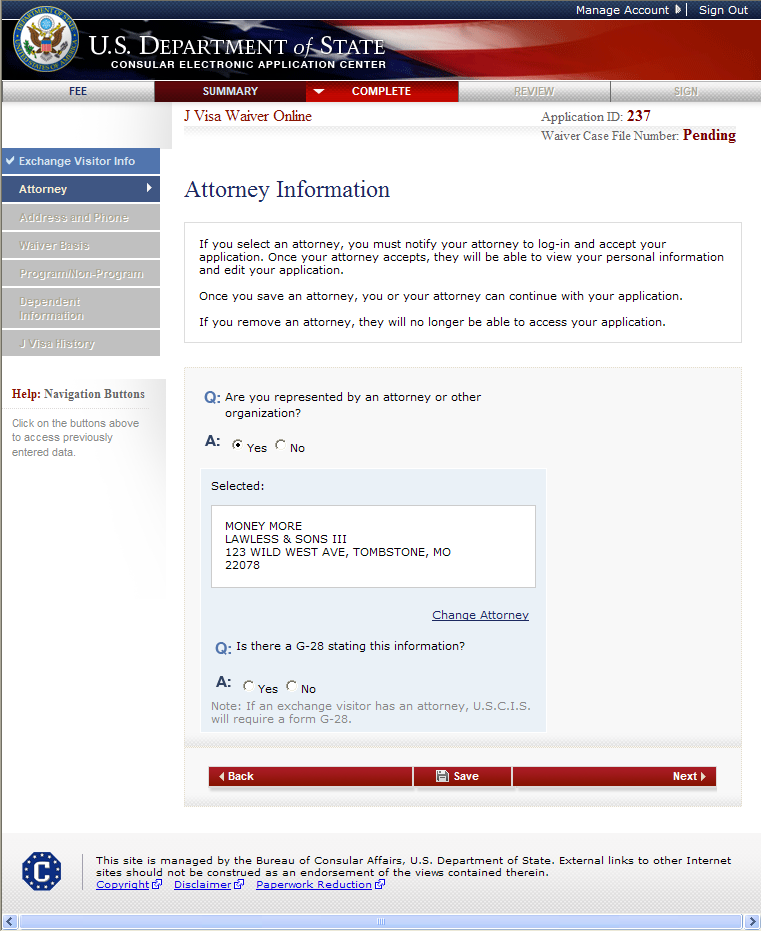 Manage Account Sign Out
U.S. DEPARTMENT of STATE
CONSULAR ELECTRONIC APPLICATION CENTER
FEE SUMMARY COMPLETE REVIEW SIGN
J Visa Waiver Online
Application ID: 237
Waiver Case File Number: Pending
Exchange Visitor Info
Attorney
Address and Phone
Waiver Basis
Program/Non-Program
Dependent
Information
J Visa History
Help: Navigation Buttons
Click on the buttons above
to access previously
entered data.
Attorney Information
If you select an attorney, you must notify your attorney to log-in and accept your
application. Once your attorney accepts, they will be able to view your personal information
and edit your application.
Once you save an attorney, you or your attorney can continue with your application.
If you remove an attorney, they will no longer be able to access your application.
Q: Are you represented by an attorney or other
organization?
A: Yes No
Selected:
MONEY MORE
LAWLESS & SONS III
123 WILD WEST AVE, TOMBSTONE, MO
22078
Change Attorney
Q: Is there a G-28 stating this information?
A: Yes No
Note: If an exchange visitor has an attorney, U.S.C.I.S.
will require a form G-28.
Back Save Next
C
This site is managed by the Bureau of Consular Affairs, U.S. Department of State. External links to other Internet
sites should not be construed as an endorsement of the views contained therein.
Copyright Disclaimer Paperwork Reduction